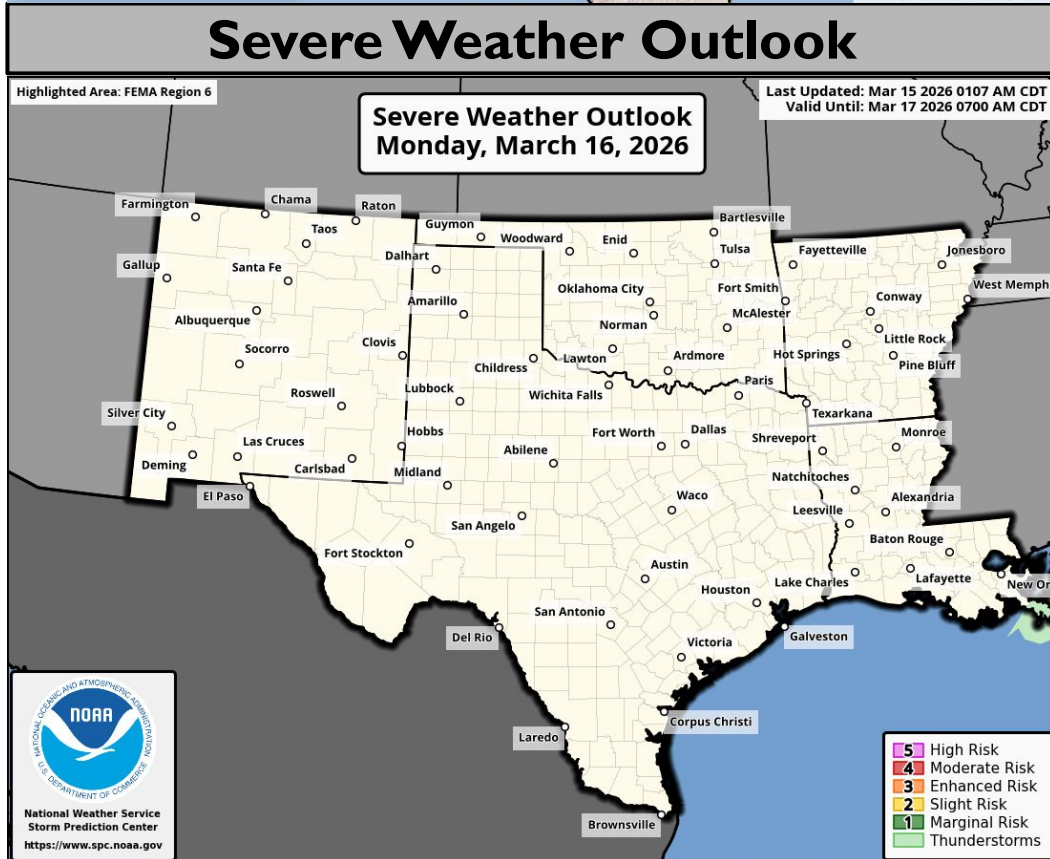 Severe Weather Outlook
Highlighted Area: FEMA Region 6
Last Updated: Mar 15 2026 0107 AM CDT
Valid Until: Mar 17 2026 0700 AM CDT
Severe Weather Outlook
Monday, March 16, 2026
Farmington
Chama
Raton
Taos
Guymon
Woodward
Enid
Bartlesville
Tulsa
Fayetteville
Jonesboro
Gallup
Santa Fe
Dalhart
Oklahoma City
Fort Smith
West Memph
Albuquerque
Amarillo
Norman
McAlester
Conway
Socorro
Clovis
Childress
Lawton
Ardmore
Hot Springs
Little Rock
Pine Bluff
Roswell
Lubbock
Wichita Falls
Paris
Texarkana
Silver City
Las Cruces
Hobbs
Abilene
Fort Worth
Dallas
Shreveport
Monroe
Deming
Carlsbad
Midland
Natchitoches
El Paso
San Angelo
Waco
Leesville
Alexandria
Fort Stockton
Baton Rouge
Austin
Houston
Lake Charles
Lafayette
New Or
Del Rio
San Antonio
Victoria
Galveston
Laredo
Corpus Christi
Brownsville
NATIONAL OCEANIC AND ATMOSPHERIC ADMINISTRATION
NOAA
U.S. DEPARTMENT OF COMMERCE
National Weather Service
Storm Prediction Center
https://www.spc.noaa.gov
5 High Risk
4 Moderate Risk
3 Enhanced Risk
2 Slight Risk
1 Marginal Risk
Thunderstorms